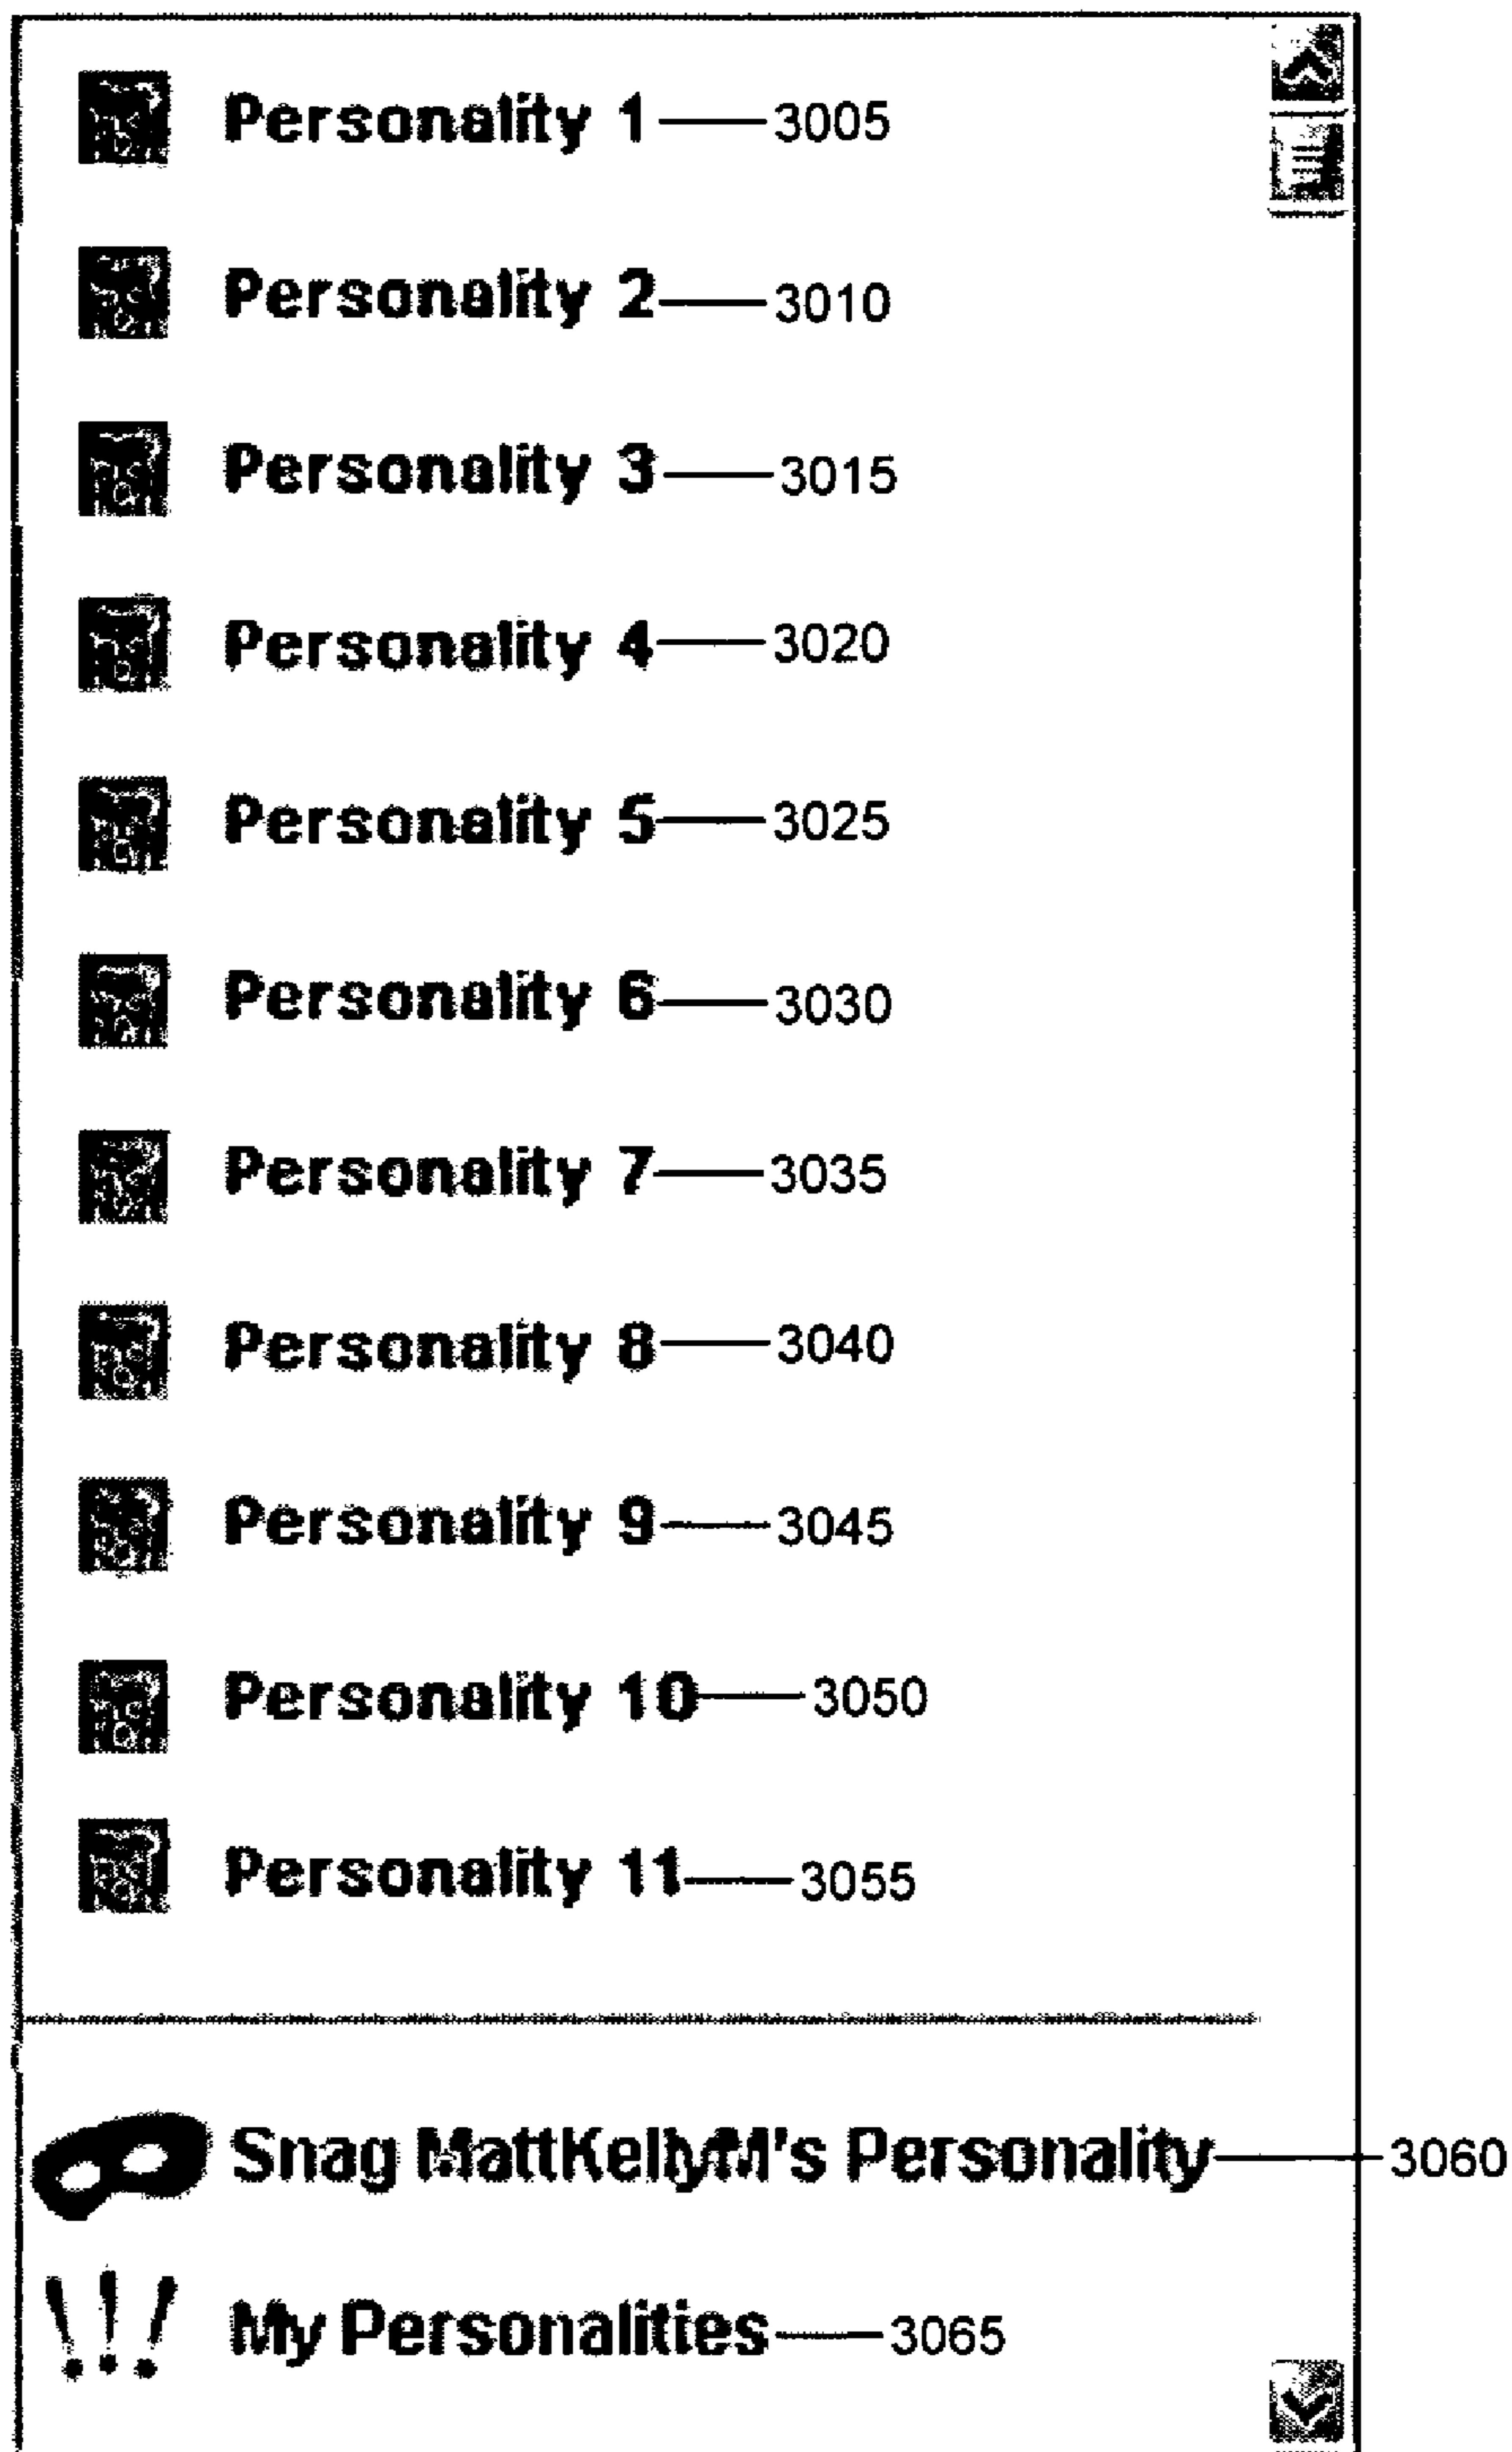 Personality 1 3005
Personality 2 3010
Personality 3 3015
Personality 4 3020
Personality 5 3025
Personality 6 3030
Personality 7 3035
Personality 8 3040
Personality 9 3045
Personality 10 3050
Personality 11 3055
Snag MattKellyM's Personality 3060
!!! My Personalities 3065